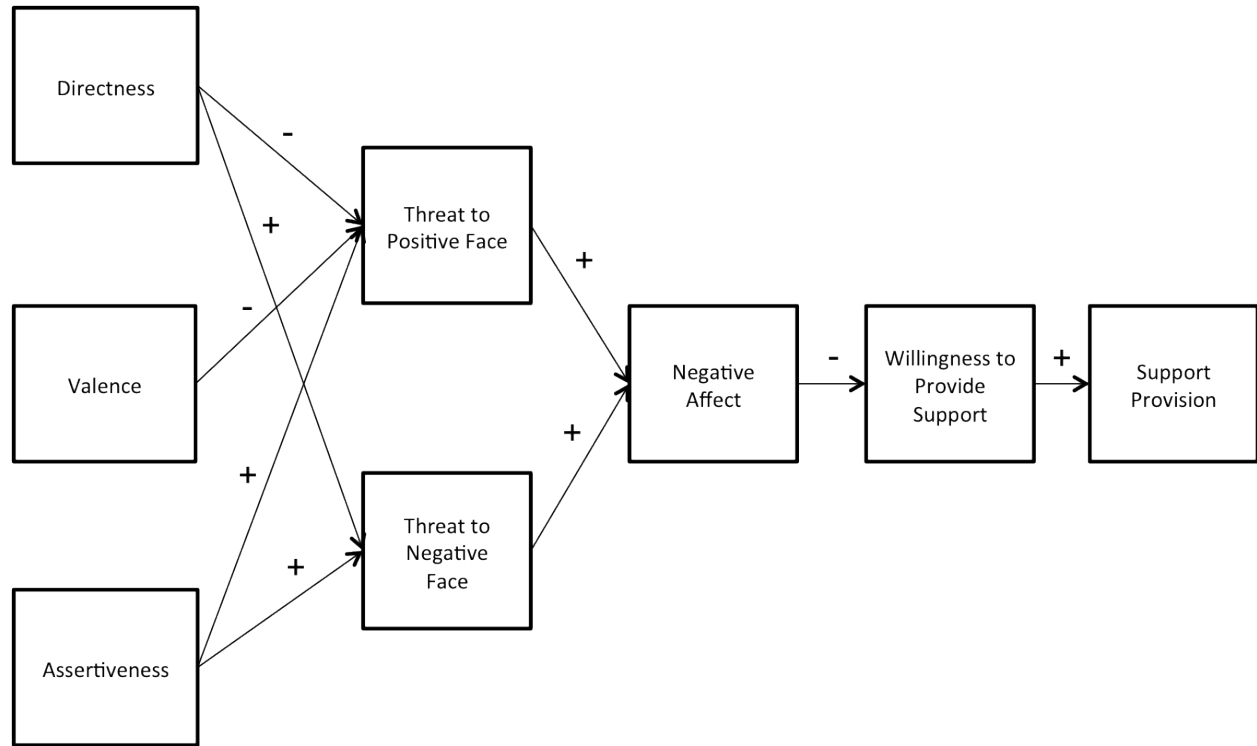 Directness
-
+
Threat to
Positive Face
+
Valence
-
Negative
Affect
-
Willingness to
Provide
Support
+
Support
Provision
+
+
Threat to
Negative
Face
+
Assertiveness